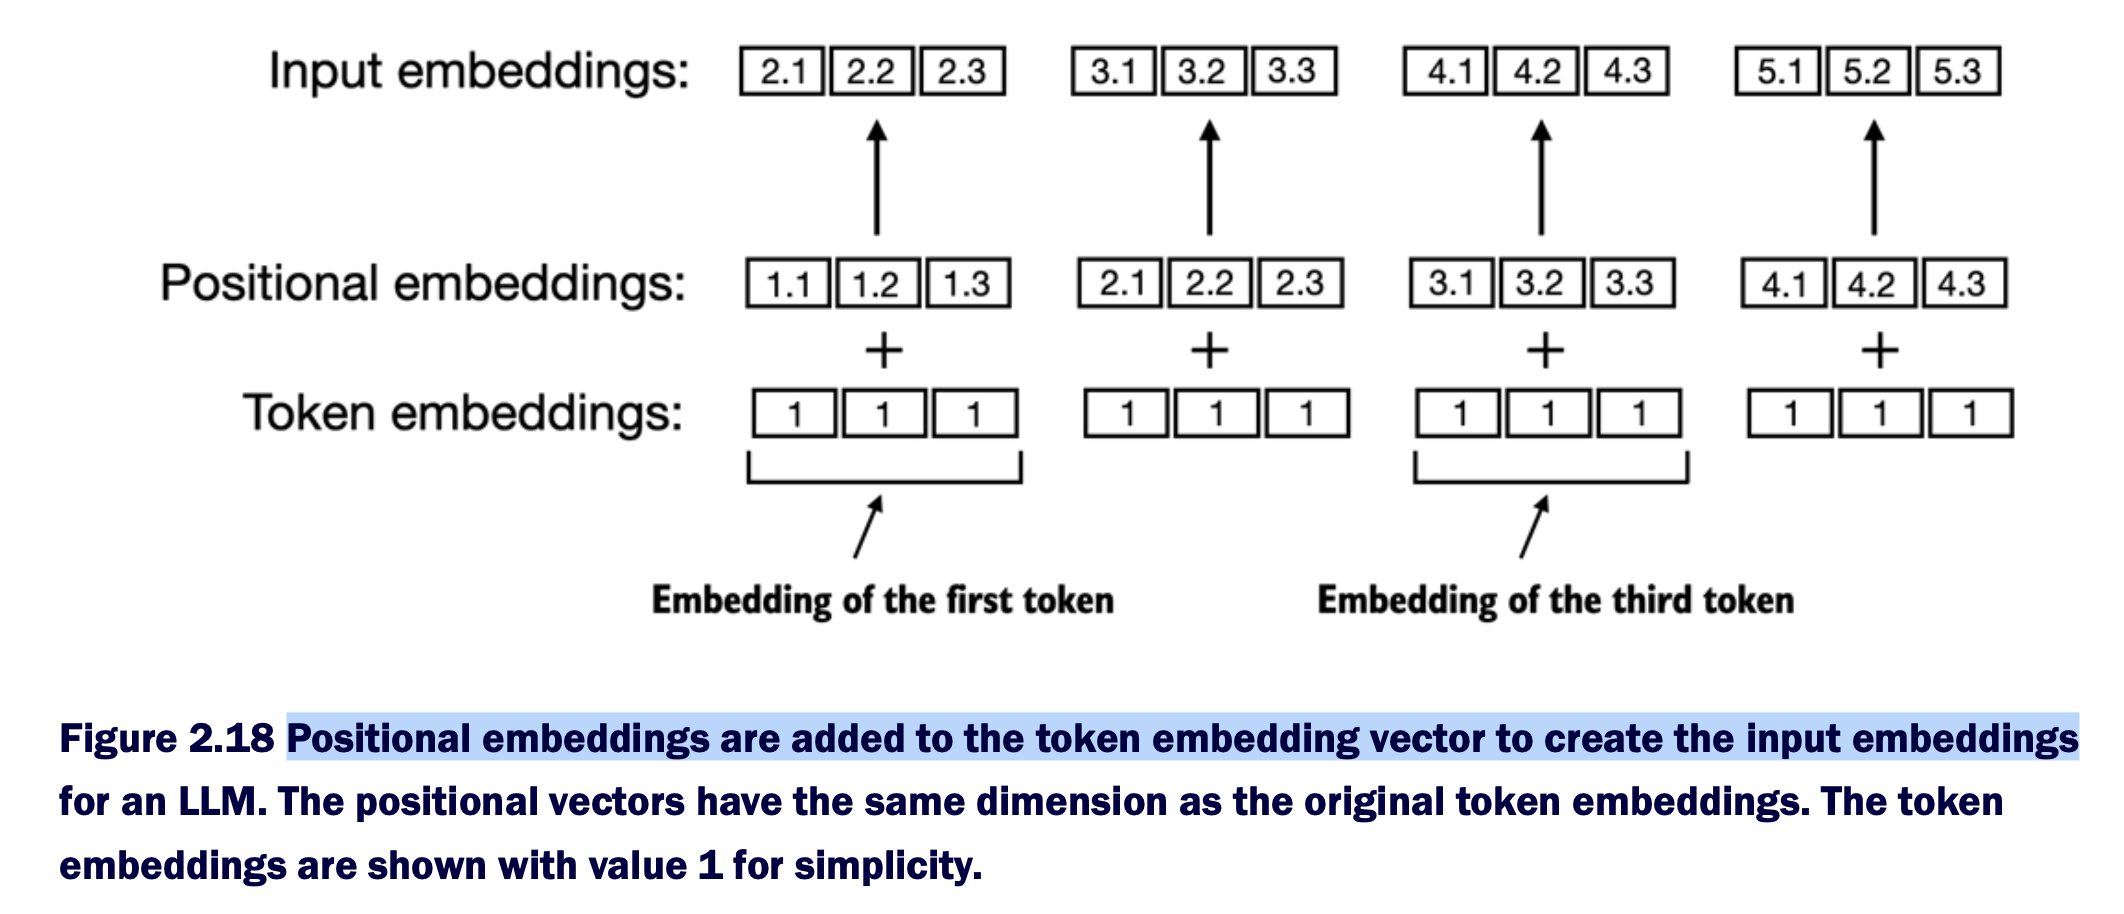 Input embeddings: 2.1 2.2 2.3 3.1 3.2 3.3 4.1 4.2 4.3 5.1 5.2 5.3
Positional embeddings: 1.1 1.2 1.3 2.1 2.2 2.3 3.1 3.2 3.3 4.1 4.2 4.3
+ + + +
Token embeddings: 1 1 1 1 1 1 1 1 1 1 1 1
Embedding of the first token Embedding of the third token
Figure 2.18 Positional embeddings are added to the token embedding vector to create the input embeddings
for an LLM. The positional vectors have the same dimension as the original token embeddings. The token
embeddings are shown with value 1 for simplicity.